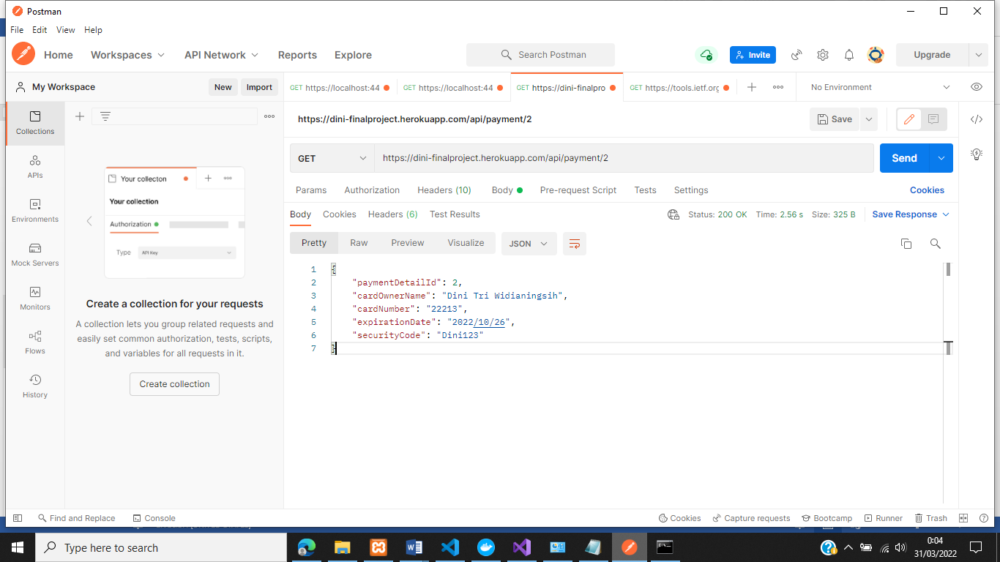 Postman
File Edit View Help
Home Workspaces API Network Reports Explore Search Postman Invite Upgrade
My Workspace New Import GET https://localhost:44 GET https://localhost:44 GET https://dini-finalpro GET https://tools.ietf.org No Environment
Collections
APIs
Environments
Mock Servers
Monitors
Flows
History
Your collecton
Your collection
Authorization
Type API Key
Create a collection for your requests
A collection lets you group related requests and
easily set common authorization, tests, scripts,
and variables for all requests in it.
Create collection
https://dini-finalproject.herokuapp.com/api/payment/2 Save
GET https://dini-finalproject.herokuapp.com/api/payment/2 Send
Params Authorization Headers (10) Body Pre-request Script Tests Settings Cookies
Body Cookies Headers (6) Test Results Status: 200 OK Time: 2.56 s Size: 325 B Save Response
Pretty Raw Preview Visualize JSON
1 {
2 "paymentDetailId": 2,
3 "cardOwnerName": "Dini Tri Widianingsih",
4 "cardNumber": "22213",
5 "expirationDate": "2022/10/26",
6 "securityCode": "Dini123"
7 }
Find and Replace Console Cookies Capture requests Bootcamp Runner Trash
Type here to search 0:04
31/03/2022